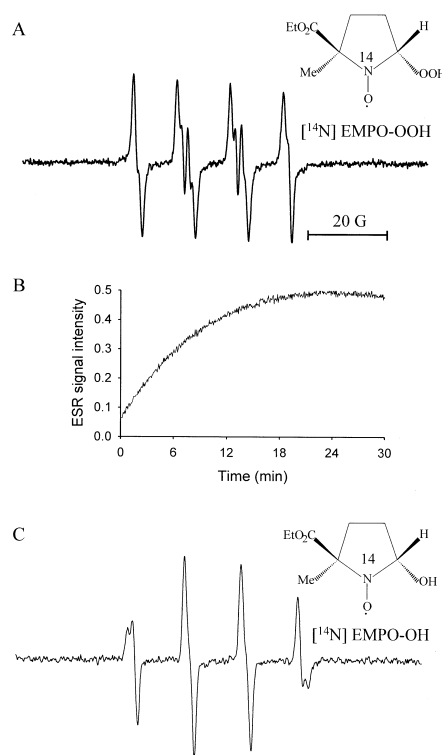 A
EtO₂C
H
Me
14
N
OOH
O·
[¹⁴N] EMPO-OOH
20 G
B
ESR signal intensity
0.5
0.4
0.3
0.2
0.1
0.0
0 6 12 18 24 30
Time (min)
C
EtO₂C
H
14
Me
N
OH
O·
[¹⁴N] EMPO-OH